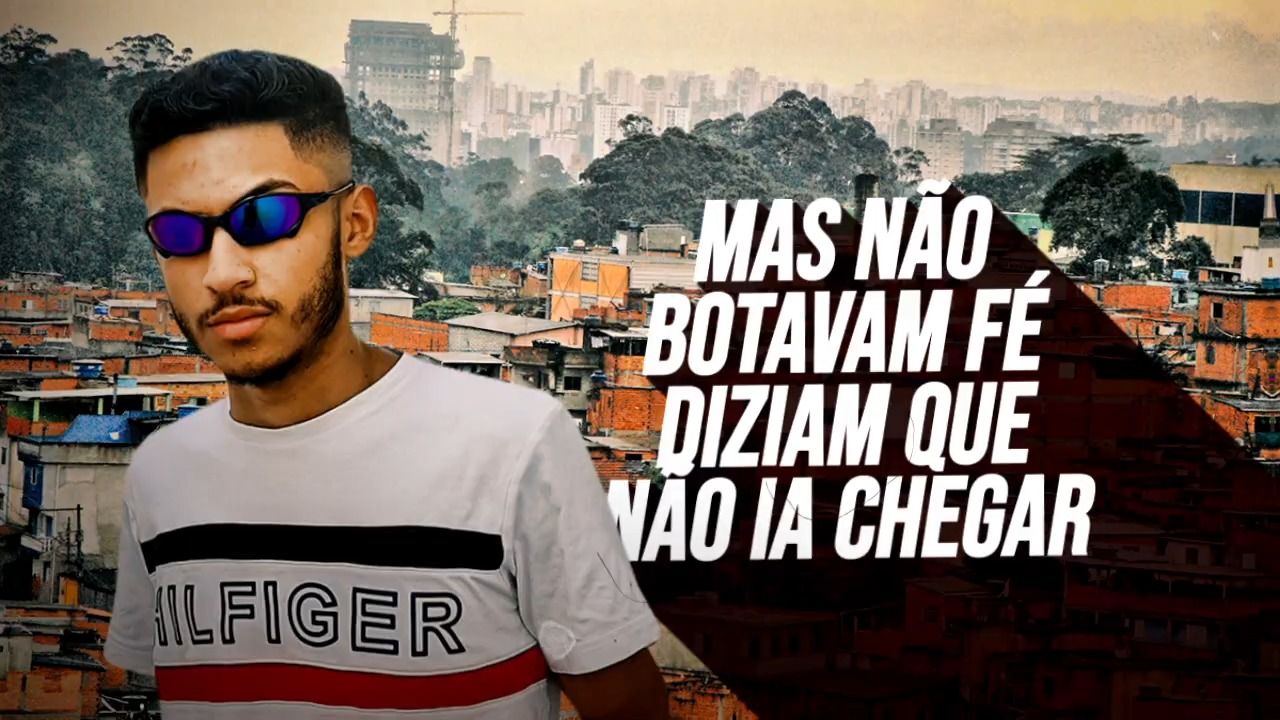 MAS NÃO
BOTAVAM FÉ
DIZIAM QUE
NÃO IA CHEGAR
HILFIGER